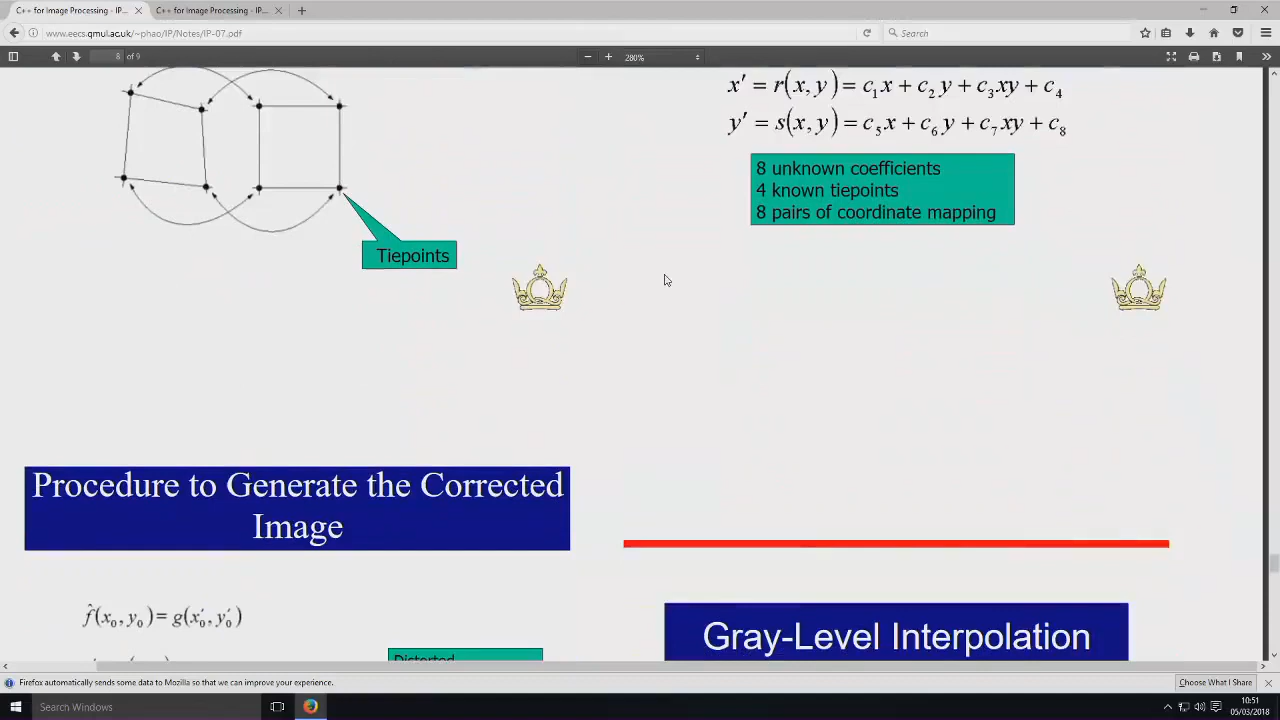 C++ for Image Processing - IP...
C++ for Image Processing - IP...
www.eecs.qmul.ac.uk/~phao/IP/Notes/IP-07.pdf
Search
8 of 9
280%
x′ = r(x, y) = c₁x + c₂y + c₃xy + c₄
y′ = s(x, y) = c₅x + c₆y + c₇xy + c₈
8 unknown coefficients
4 known tiepoints
8 pairs of coordinate mapping
Tiepoints
Procedure to Generate the Corrected
Image
f̂(x₀, y₀) = g(x₀′, y₀′)
Distorted
Gray-Level Interpolation
Firefox automatically sends some data to Mozilla so that we can improve your experience.
Choose What I Share
Search Windows
10:51
05/03/2018